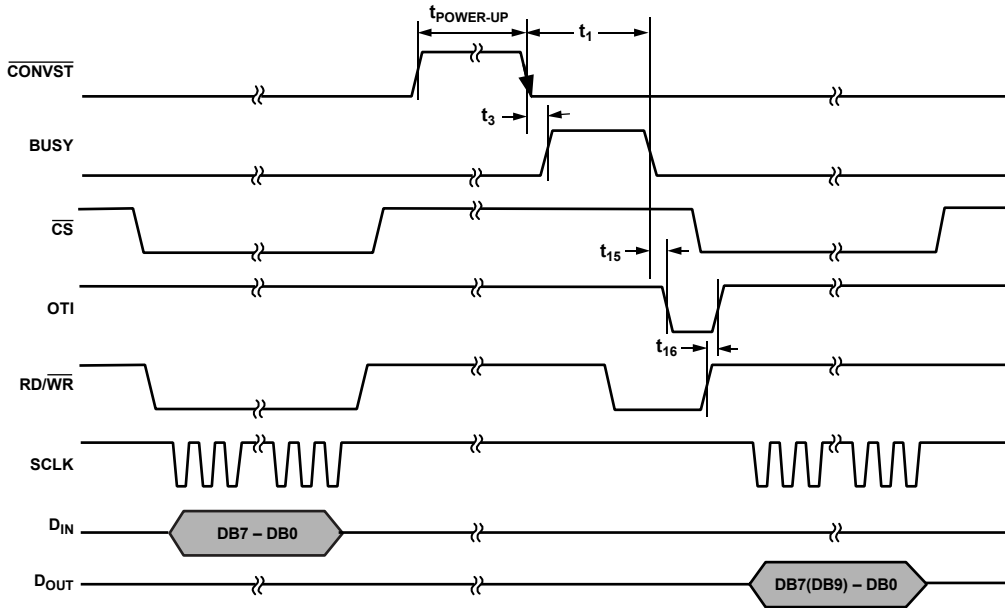 tPOWER-UP
t1
CONVST
t3
BUSY
CS
t15
OTI
t16
RD/WR
SCLK
DIN
DB7 – DB0
DOUT
DB7(DB9) – DB0